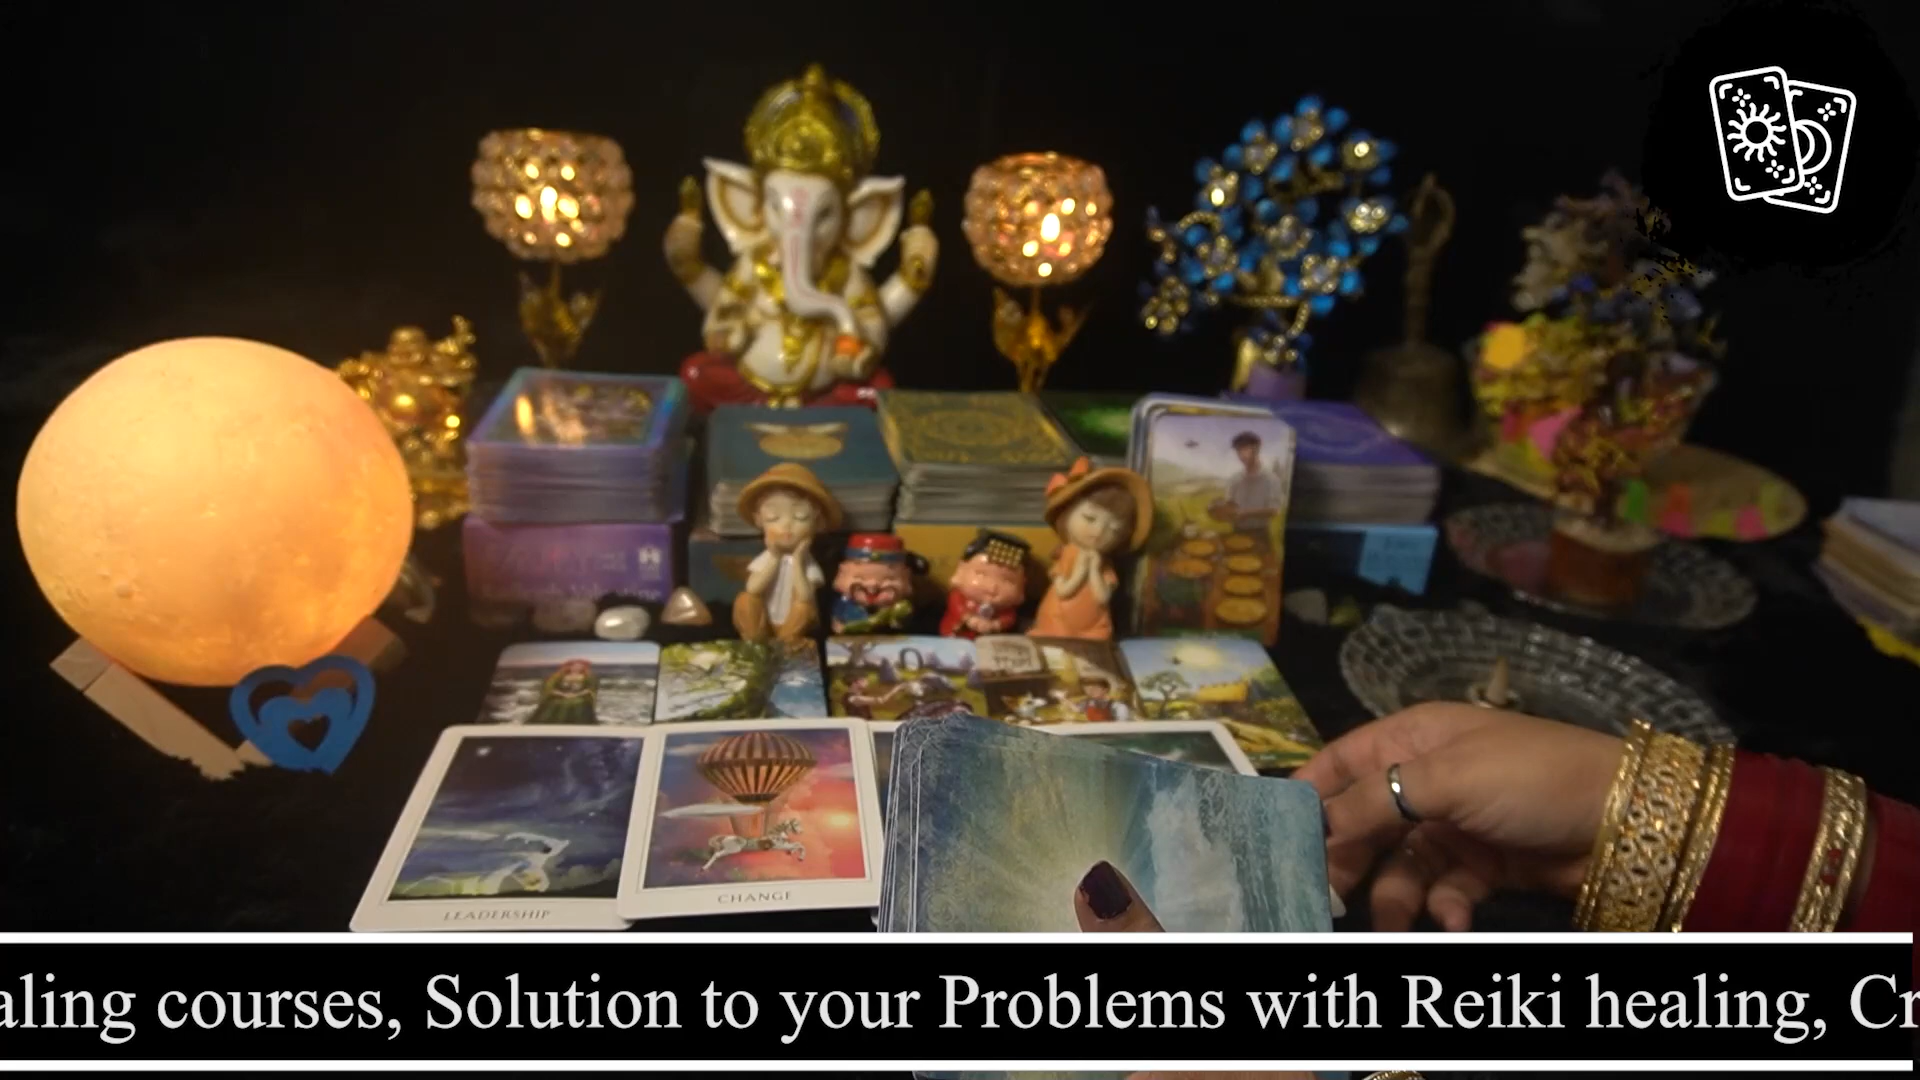 LEADERSHIP
CHANGE
aling courses, Solution to your Problems with Reiki healing, Cr